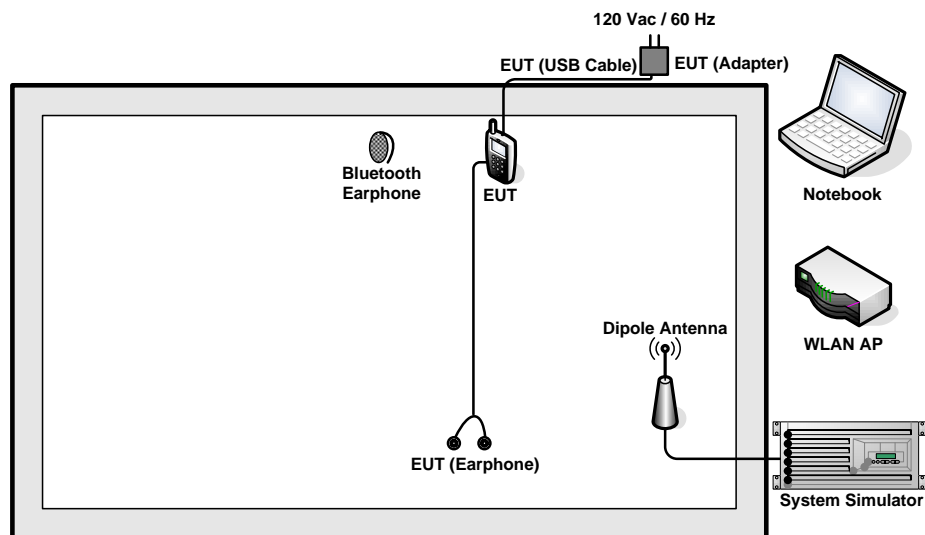 120 Vac / 60 Hz
EUT (USB Cable)
EUT (Adapter)
Bluetooth
Earphone
EUT
Notebook
WLAN AP
Dipole Antenna
EUT (Earphone)
System Simulator